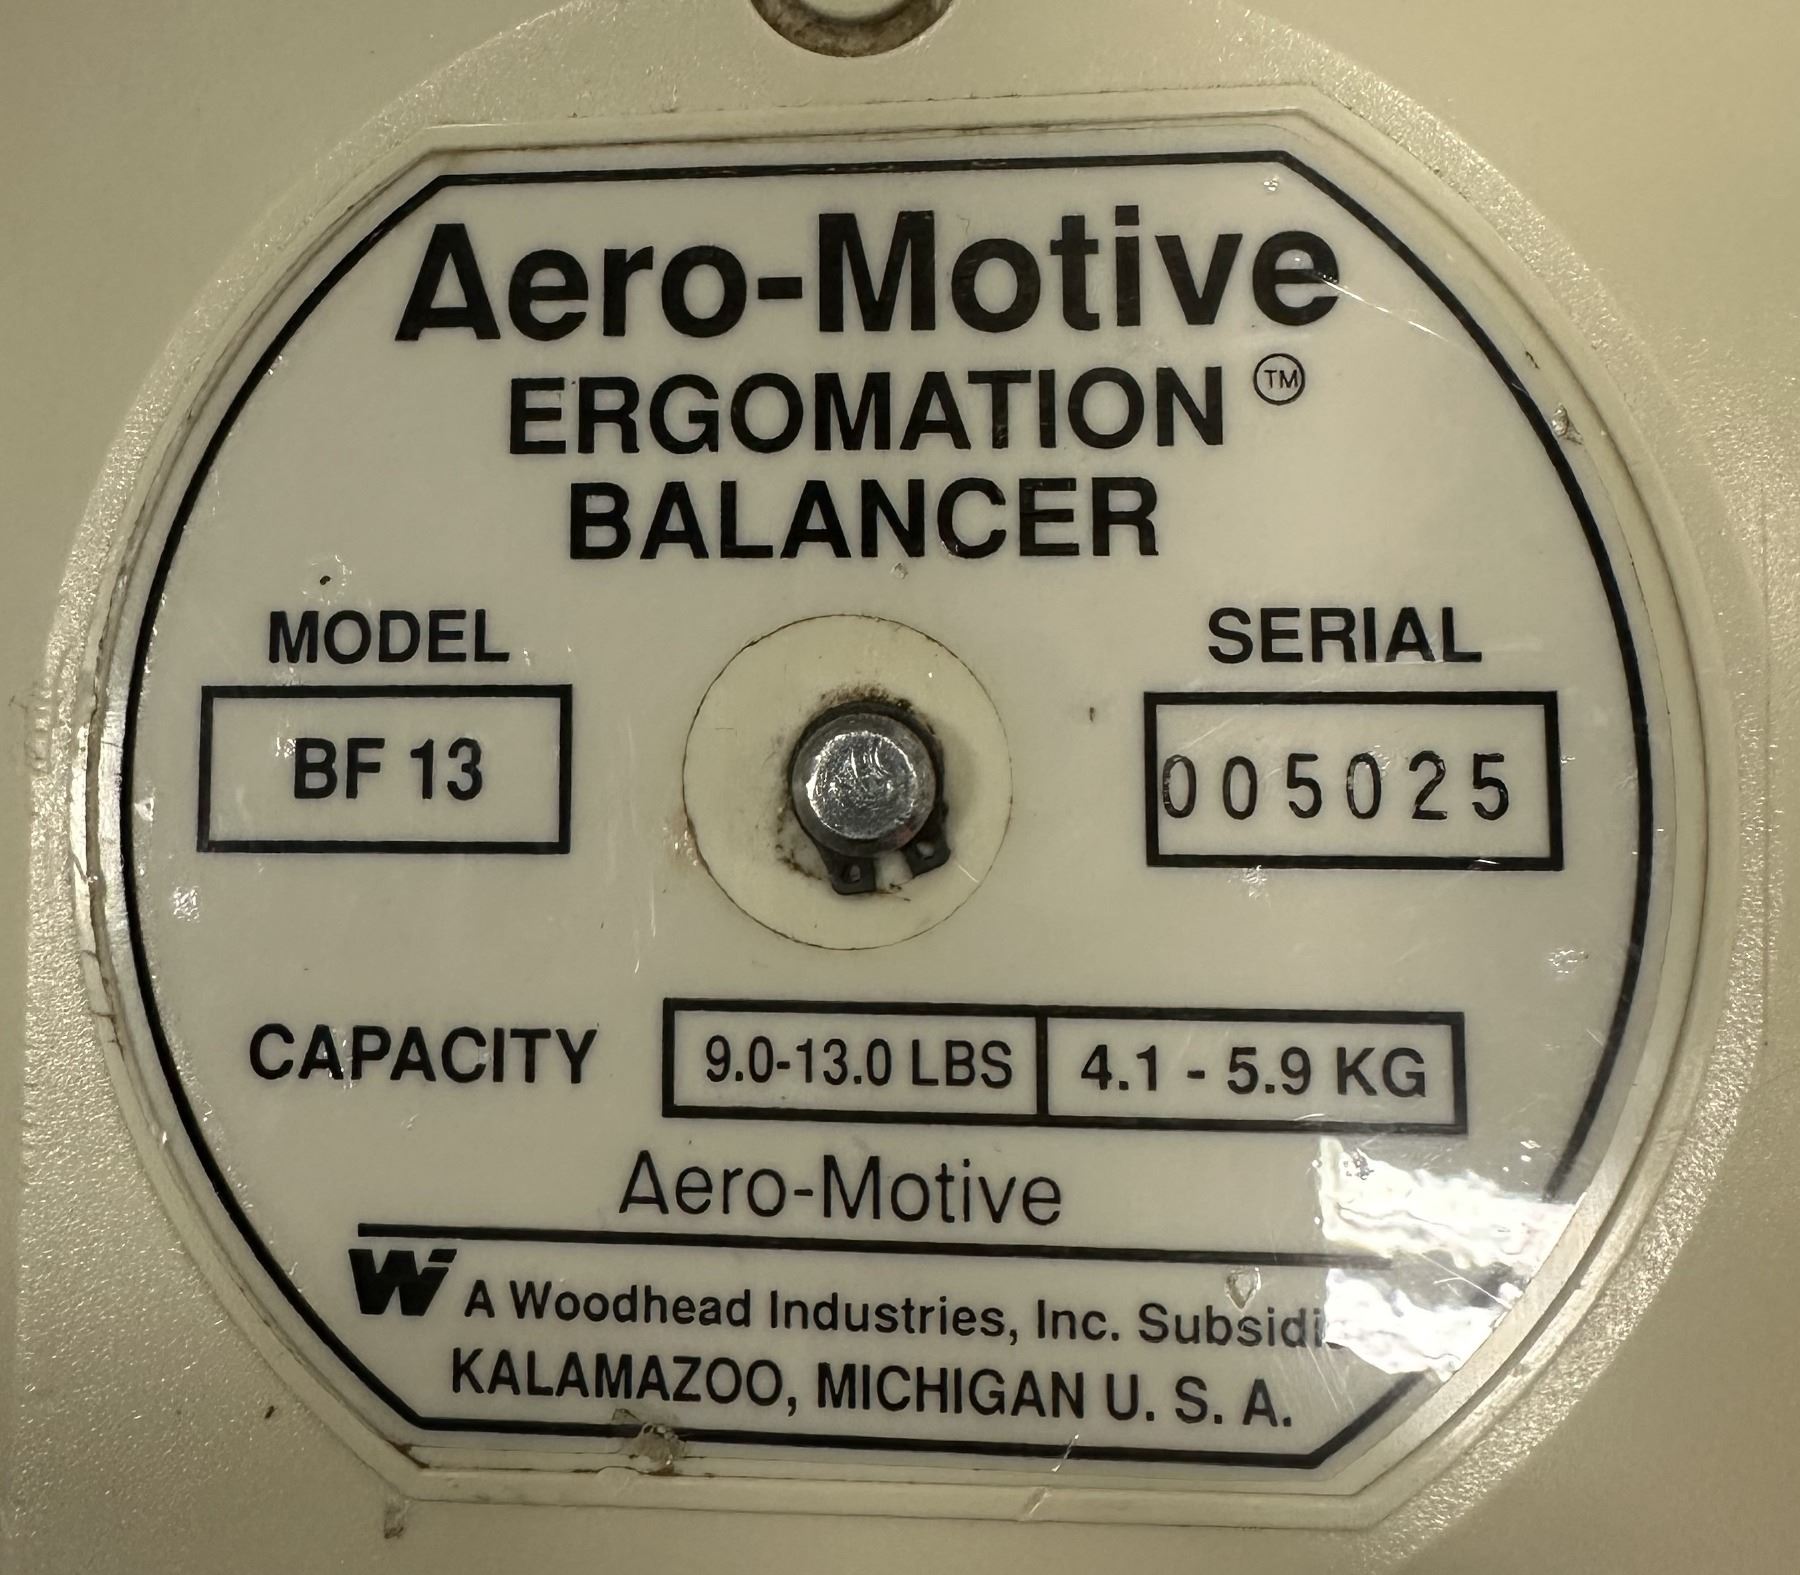 Aero-Motive
ERGOMATION ™
BALANCER
MODEL
BF 13
SERIAL
005025
CAPACITY 9.0-13.0 LBS 4.1 - 5.9 KG
Aero-Motive
W A Woodhead Industries, Inc.
KALAMAZOO, MICHIGAN U. S. A.